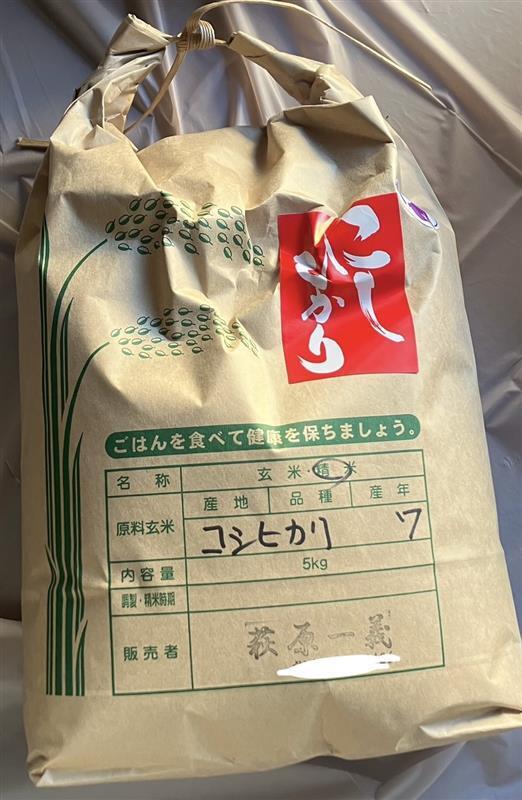 こし
ひかり
ごはんを食べて健康を保ちましょう。
名称 玄米・精米
産地 品種 産年
原料玄米 コシヒカリ 7
内容量 5kg
調製・精米時期
販売者 萩原一義